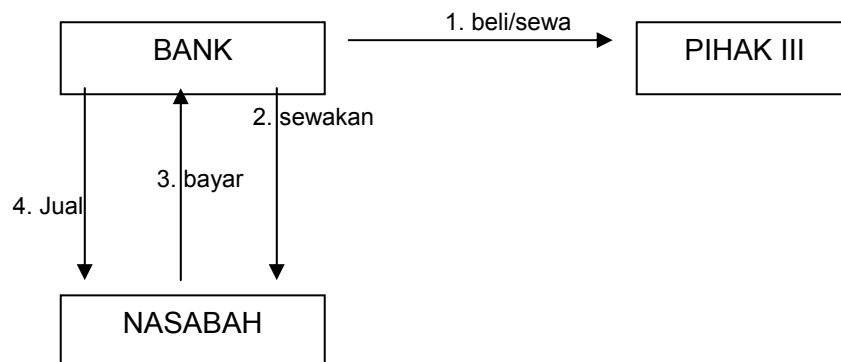 1. beli/sewa
BANK
PIHAK III
2. sewakan
3. bayar
4. Jual
NASABAH